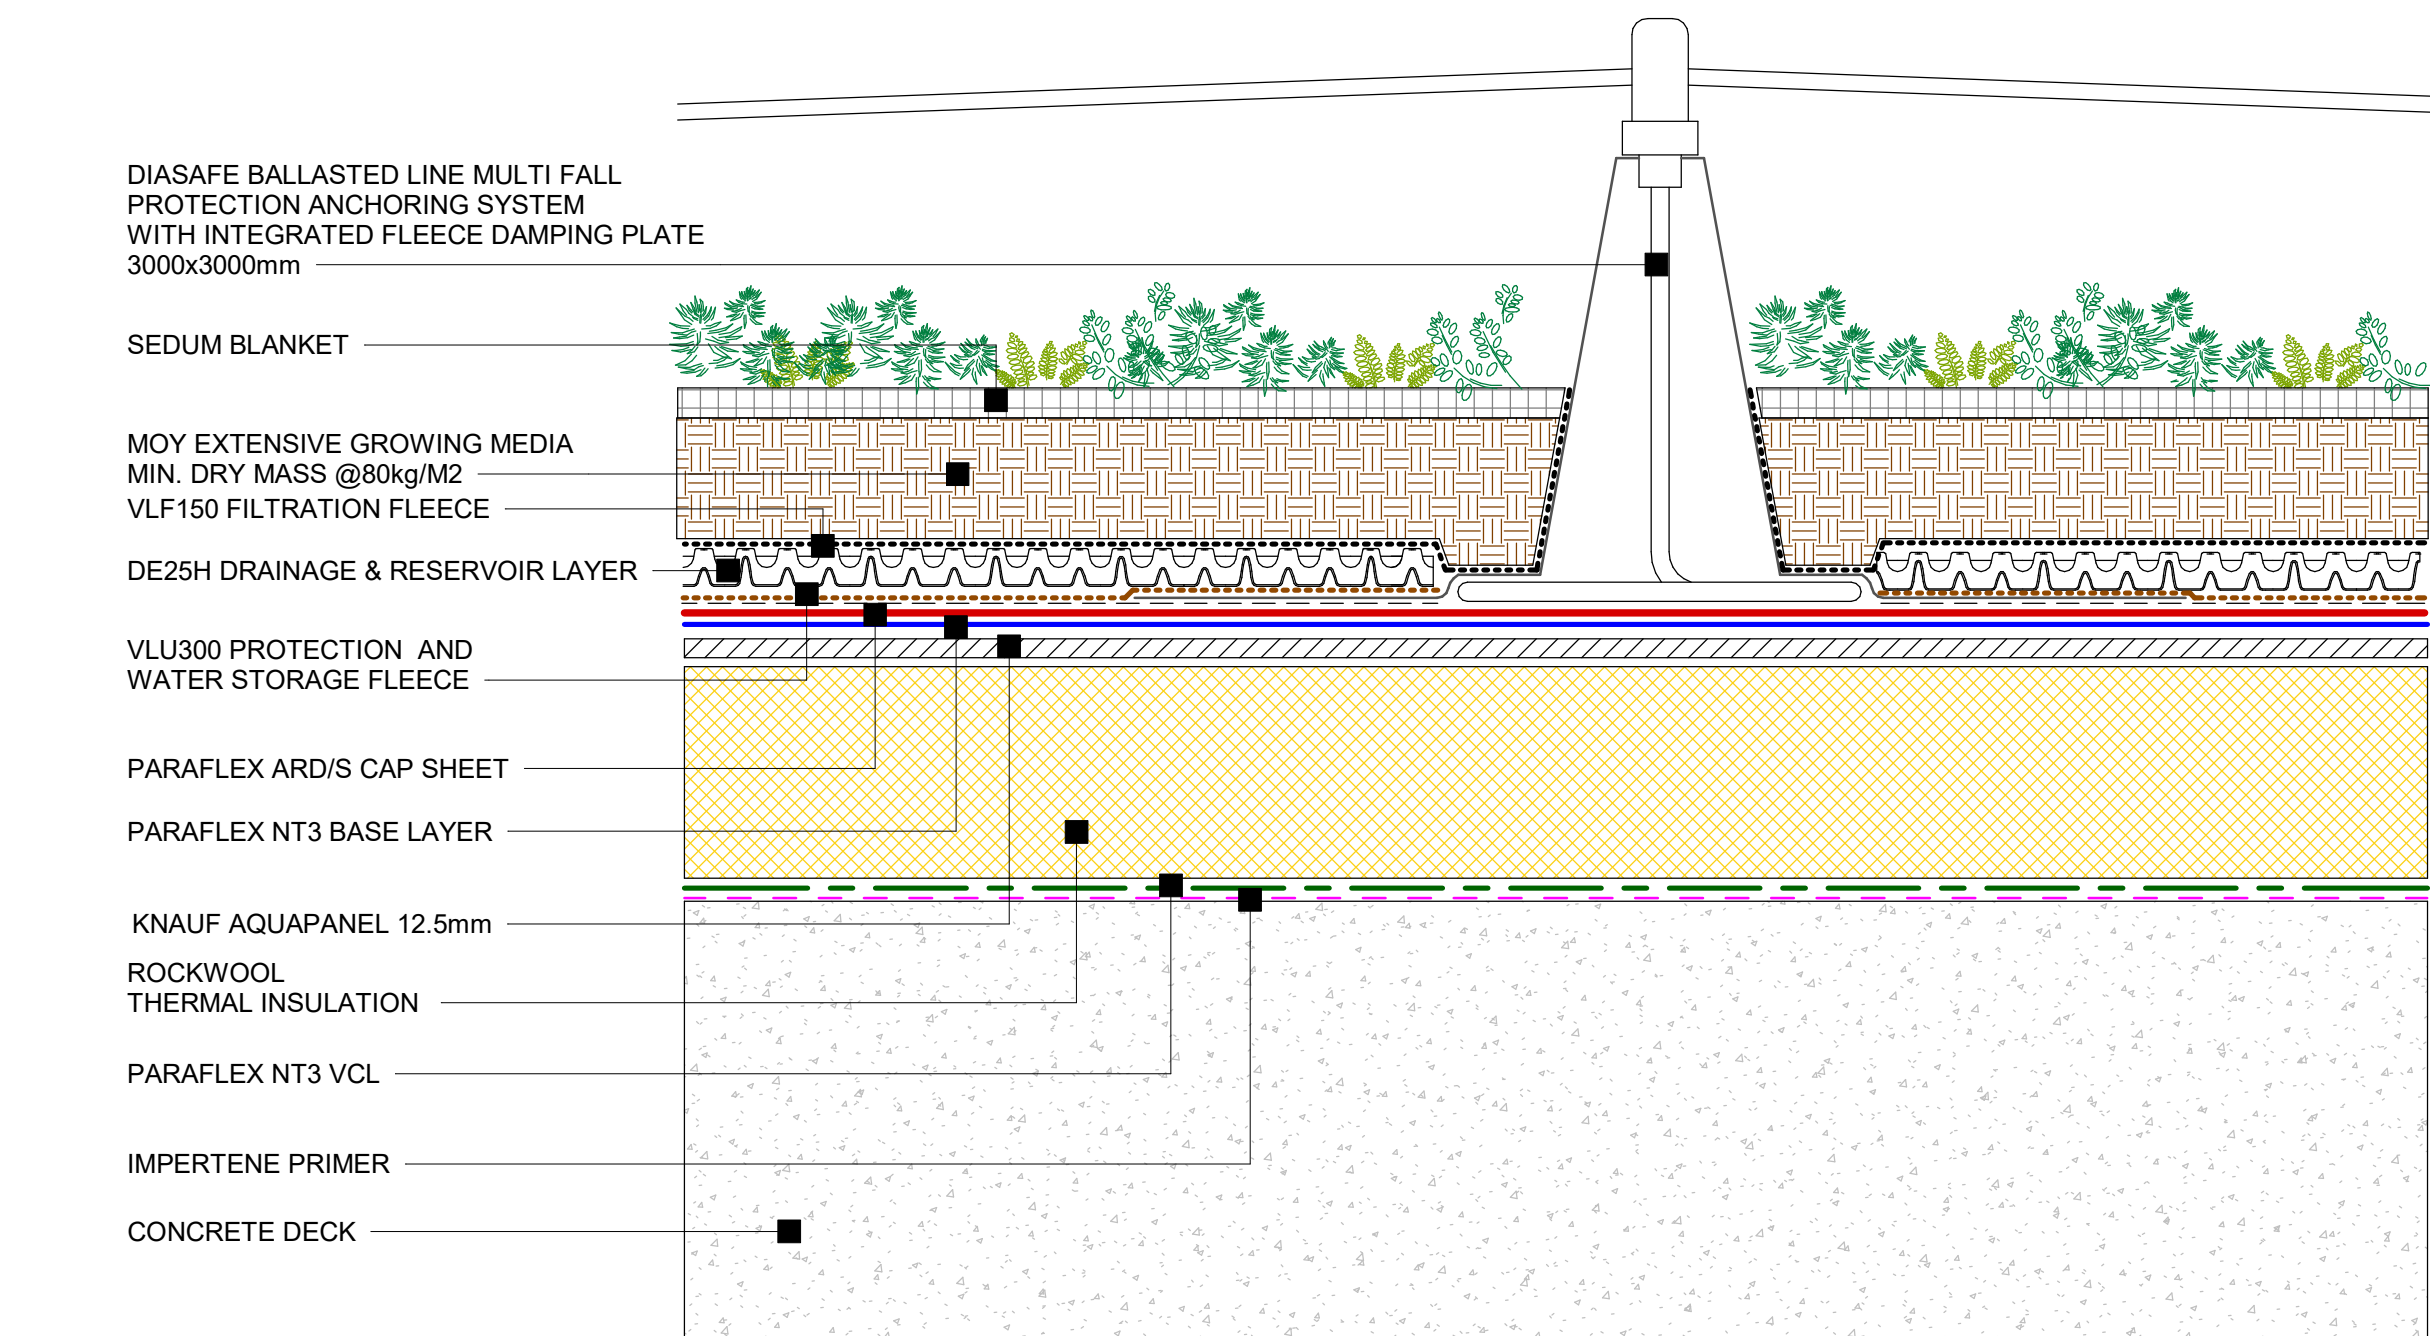 DIASAFE BALLASTED LINE MULTI FALL
PROTECTION ANCHORING SYSTEM
WITH INTEGRATED FLEECE DAMPING PLATE
3000x3000mm
SEDUM BLANKET
MOY EXTENSIVE GROWING MEDIA
MIN. DRY MASS @80kg/M2
VLF150 FILTRATION FLEECE
DE25H DRAINAGE & RESERVOIR LAYER
VLU300 PROTECTION AND
WATER STORAGE FLEECE
PARAFLEX ARD/S CAP SHEET
PARAFLEX NT3 BASE LAYER
KNAUF AQUAPANEL 12.5mm
ROCKWOOL
THERMAL INSULATION
PARAFLEX NT3 VCL
IMPERTENE PRIMER
CONCRETE DECK